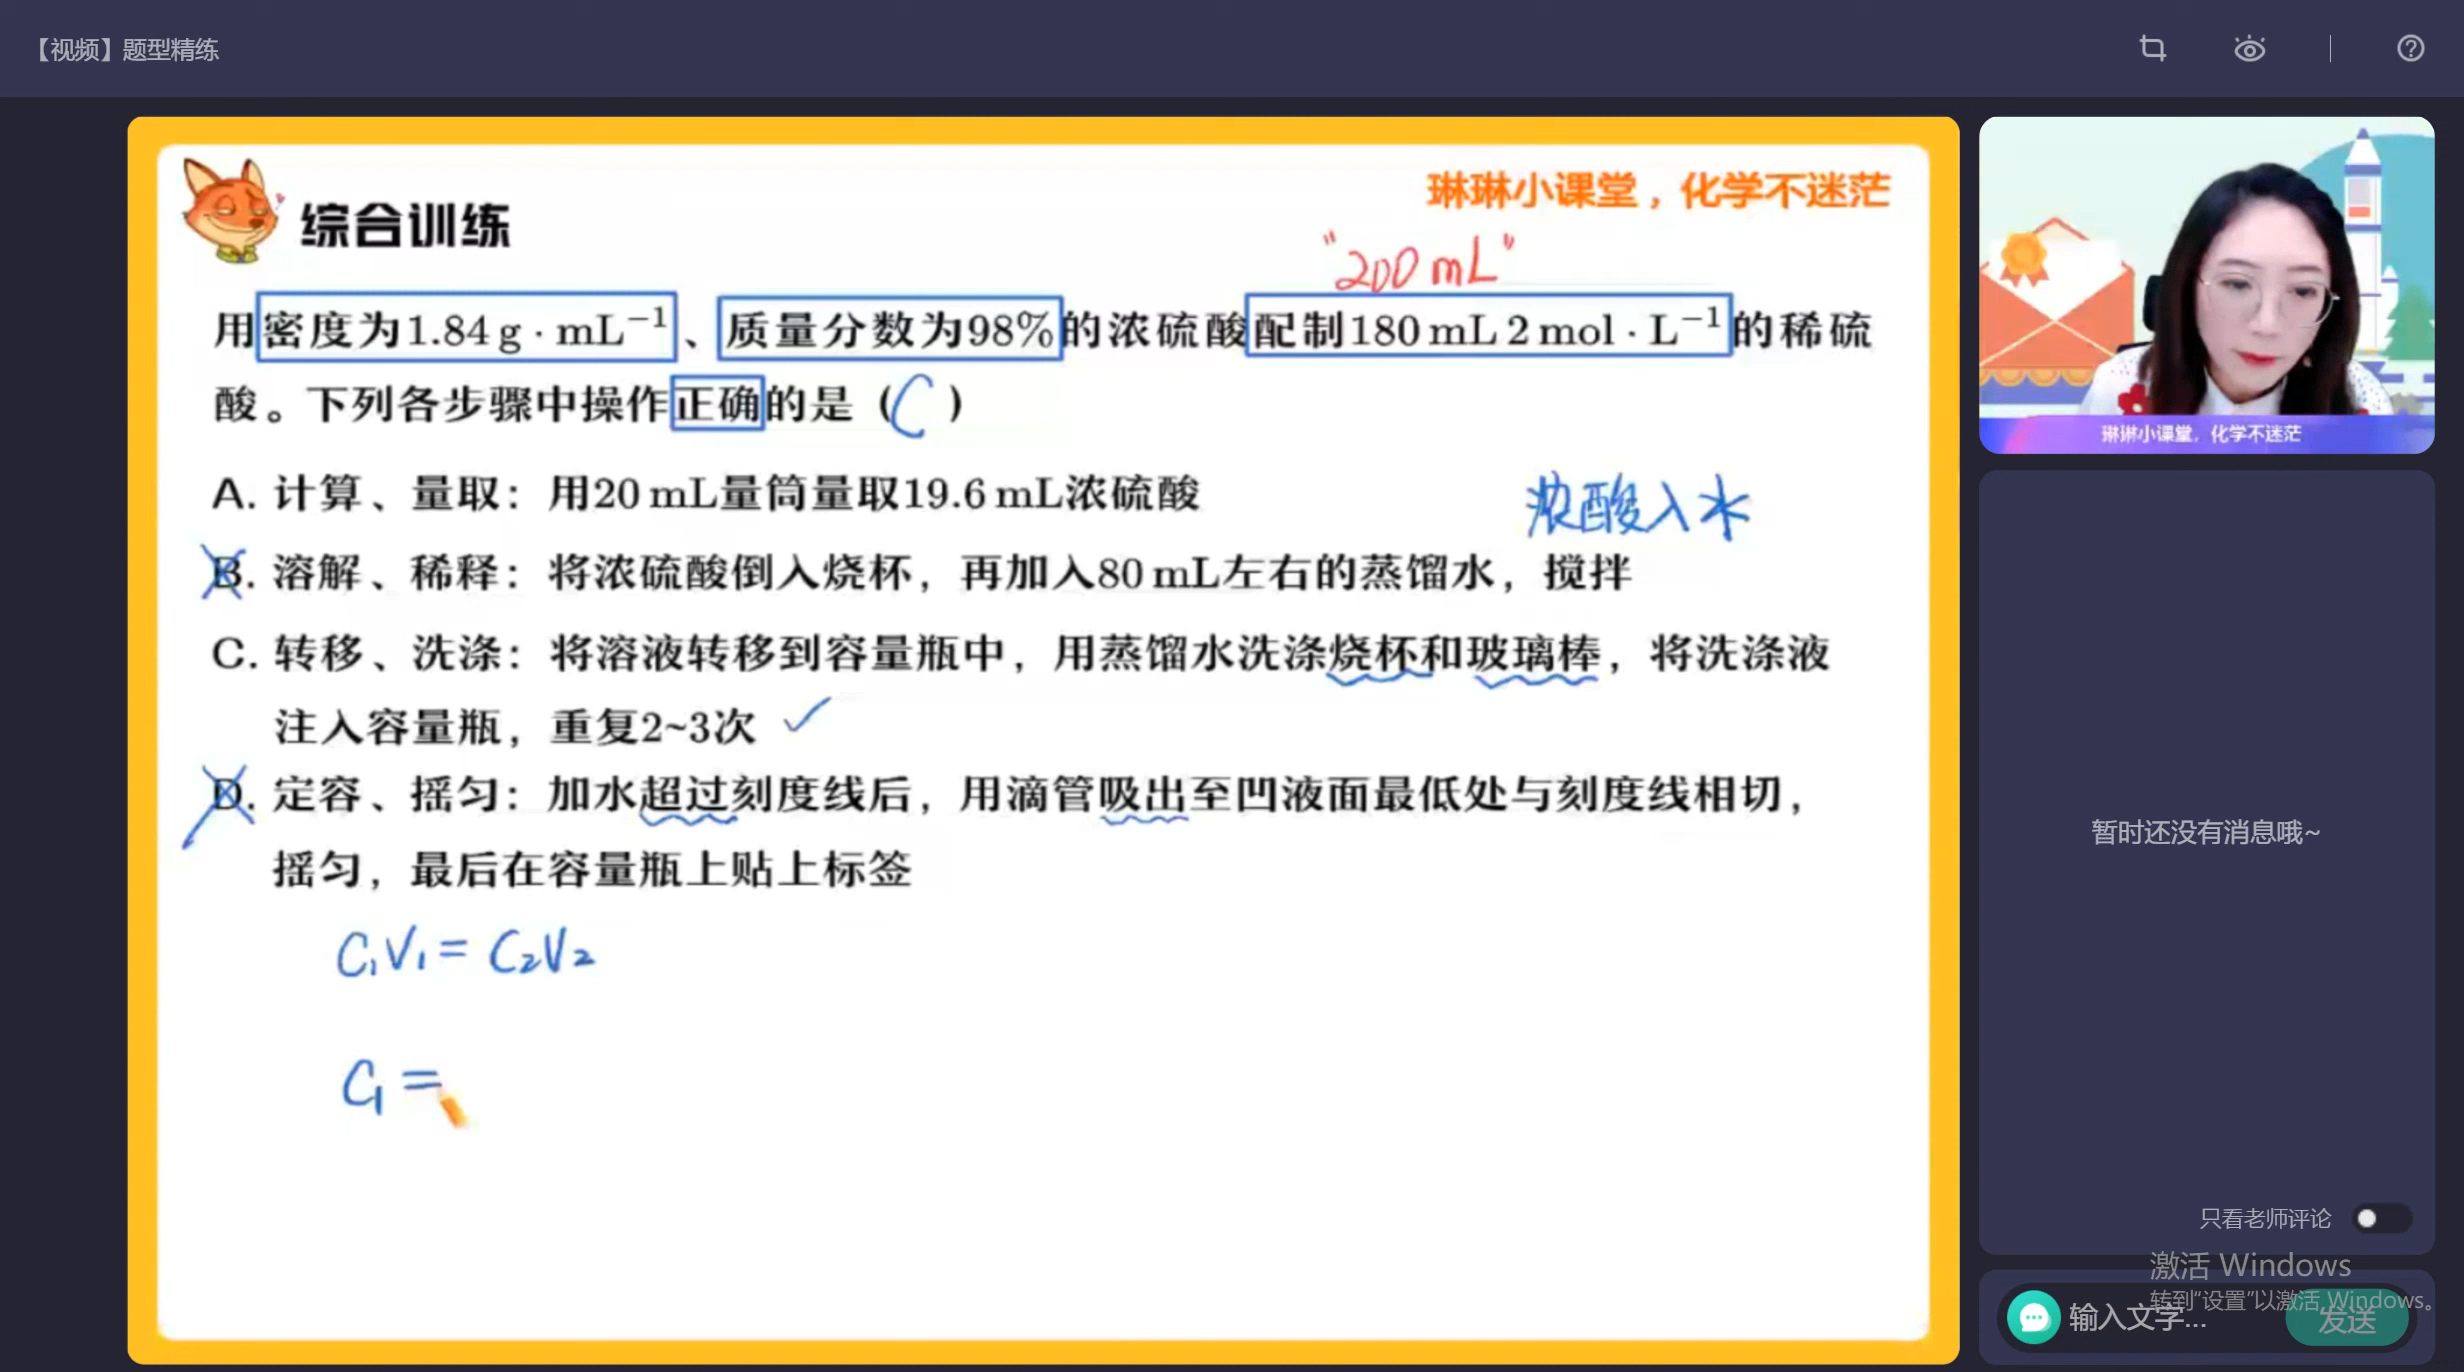 【视频】题型精练
综合训练
琳琳小课堂，化学不迷茫
"200 mL"
用密度为1.84 g · mL⁻¹、质量分数为98%的浓硫酸配制180 mL 2 mol · L⁻¹的稀硫
酸。下列各步骤中操作正确的是（C）
A. 计算、量取：用20 mL量筒量取19.6 mL浓硫酸
浓酸入水
B. 溶解、稀释：将浓硫酸倒入烧杯，再加入80 mL左右的蒸馏水，搅拌
C. 转移、洗涤：将溶液转移到容量瓶中，用蒸馏水洗涤烧杯和玻璃棒，将洗涤液
注入容量瓶，重复2~3次 ✓
D. 定容、摇匀：加水超过刻度线后，用滴管吸出至凹液面最低处与刻度线相切，
摇匀，最后在容量瓶上贴上标签
C₁V₁ = C₂V₂
C₁ =
琳琳小课堂，化学不迷茫
暂时还没有消息哦~
只看老师评论
激活 Windows
转到"设置"以激活 Windows。
输入文字...
发送